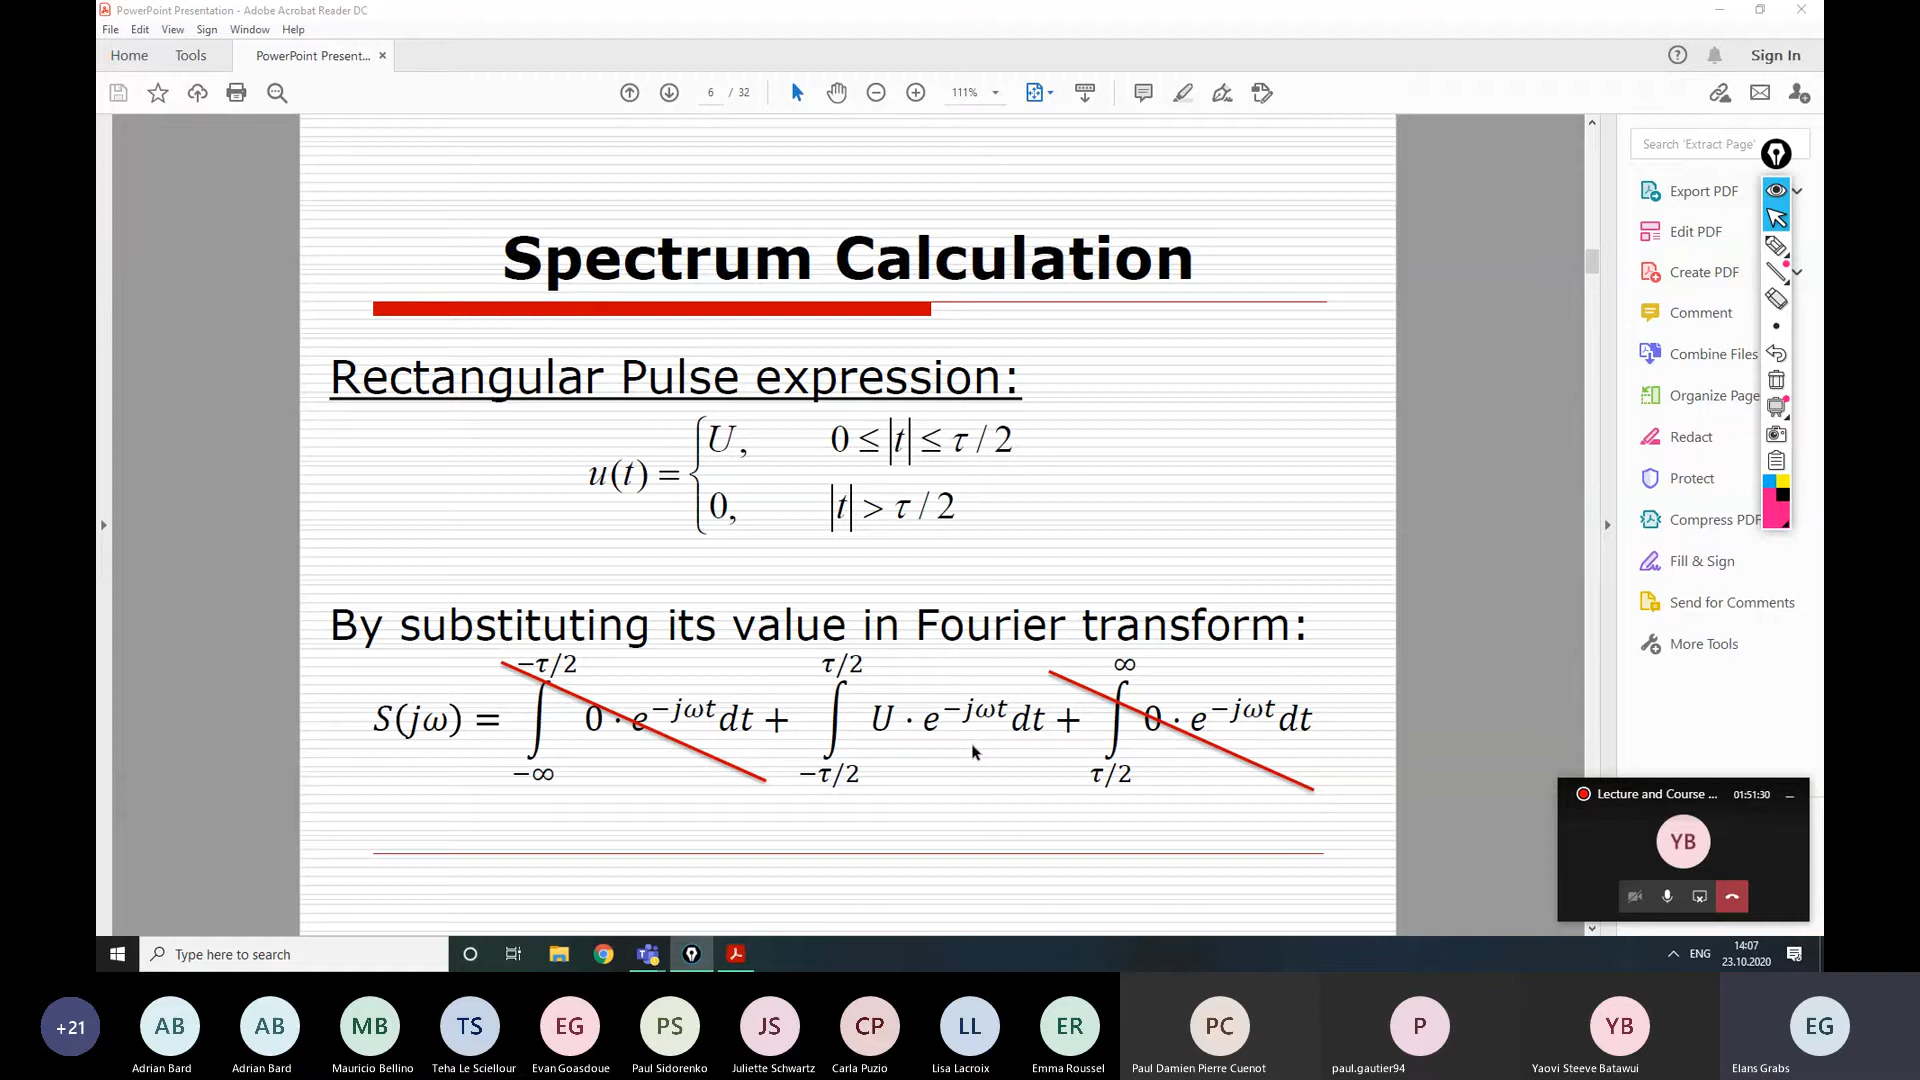 PowerPoint Presentation - Adobe Acrobat Reader DC
File Edit View Sign Window Help
Home Tools PowerPoint Present... × Sign In
6 / 32 111%
Search 'Extract Page'
Export PDF
Edit PDF
Create PDF
Comment
Combine Files
Organize Page
Redact
Protect
Compress PDF
Fill & Sign
Send for Comments
More Tools
Spectrum Calculation
Rectangular Pulse expression:
u(t) = { U, 0 ≤ |t| ≤ τ / 2
0, |t| > τ / 2
By substituting its value in Fourier transform:
S(jω) = ∫_{-∞}^{-τ/2} 0 · e^{-jωt} dt + ∫_{-τ/2}^{τ/2} U · e^{-jωt} dt + ∫_{τ/2}^{∞} 0 · e^{-jωt} dt
Lecture and Course ... 01:51:30
YB
Type here to search
ENG 14:07
23.10.2020
+21 AB AB MB TS EG PS JS CP LL ER PC P YB EG
Adrian Bard Adrian Bard Mauricio Bellino Teha Le Sciellour Evan Goasdoue Paul Sidorenko Juliette Schwartz Carla Puzio Lisa Lacroix Emma Roussel Paul Damien Pierre Cuenot paul.gautier94 Yaovi Steeve Batawui Elans Grabs